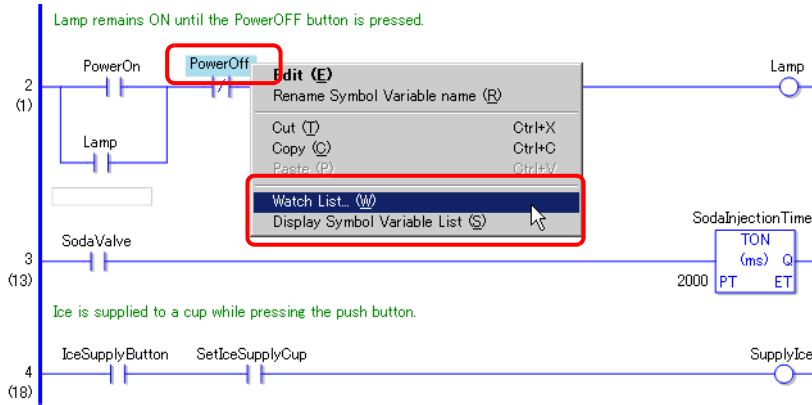 Lamp remains ON until the PowerOFF button is pressed.
PowerOn
PowerOff
Lamp
2
(1)
Lamp
Edit (E)
Rename Symbol Variable name (R)
Cut (T) Ctrl+X
Copy (C) Ctrl+C
Paste (P) Ctrl+V
Watch List... (W)
Display Symbol Variable List (S)
SodaValve
SodaInjectionTime
3
(13)
TON
(ms) Q
2000 PT ET
Ice is supplied to a cup while pressing the push button.
IceSupplyButton SetIceSupplyCup SupplyIce
4
(18)